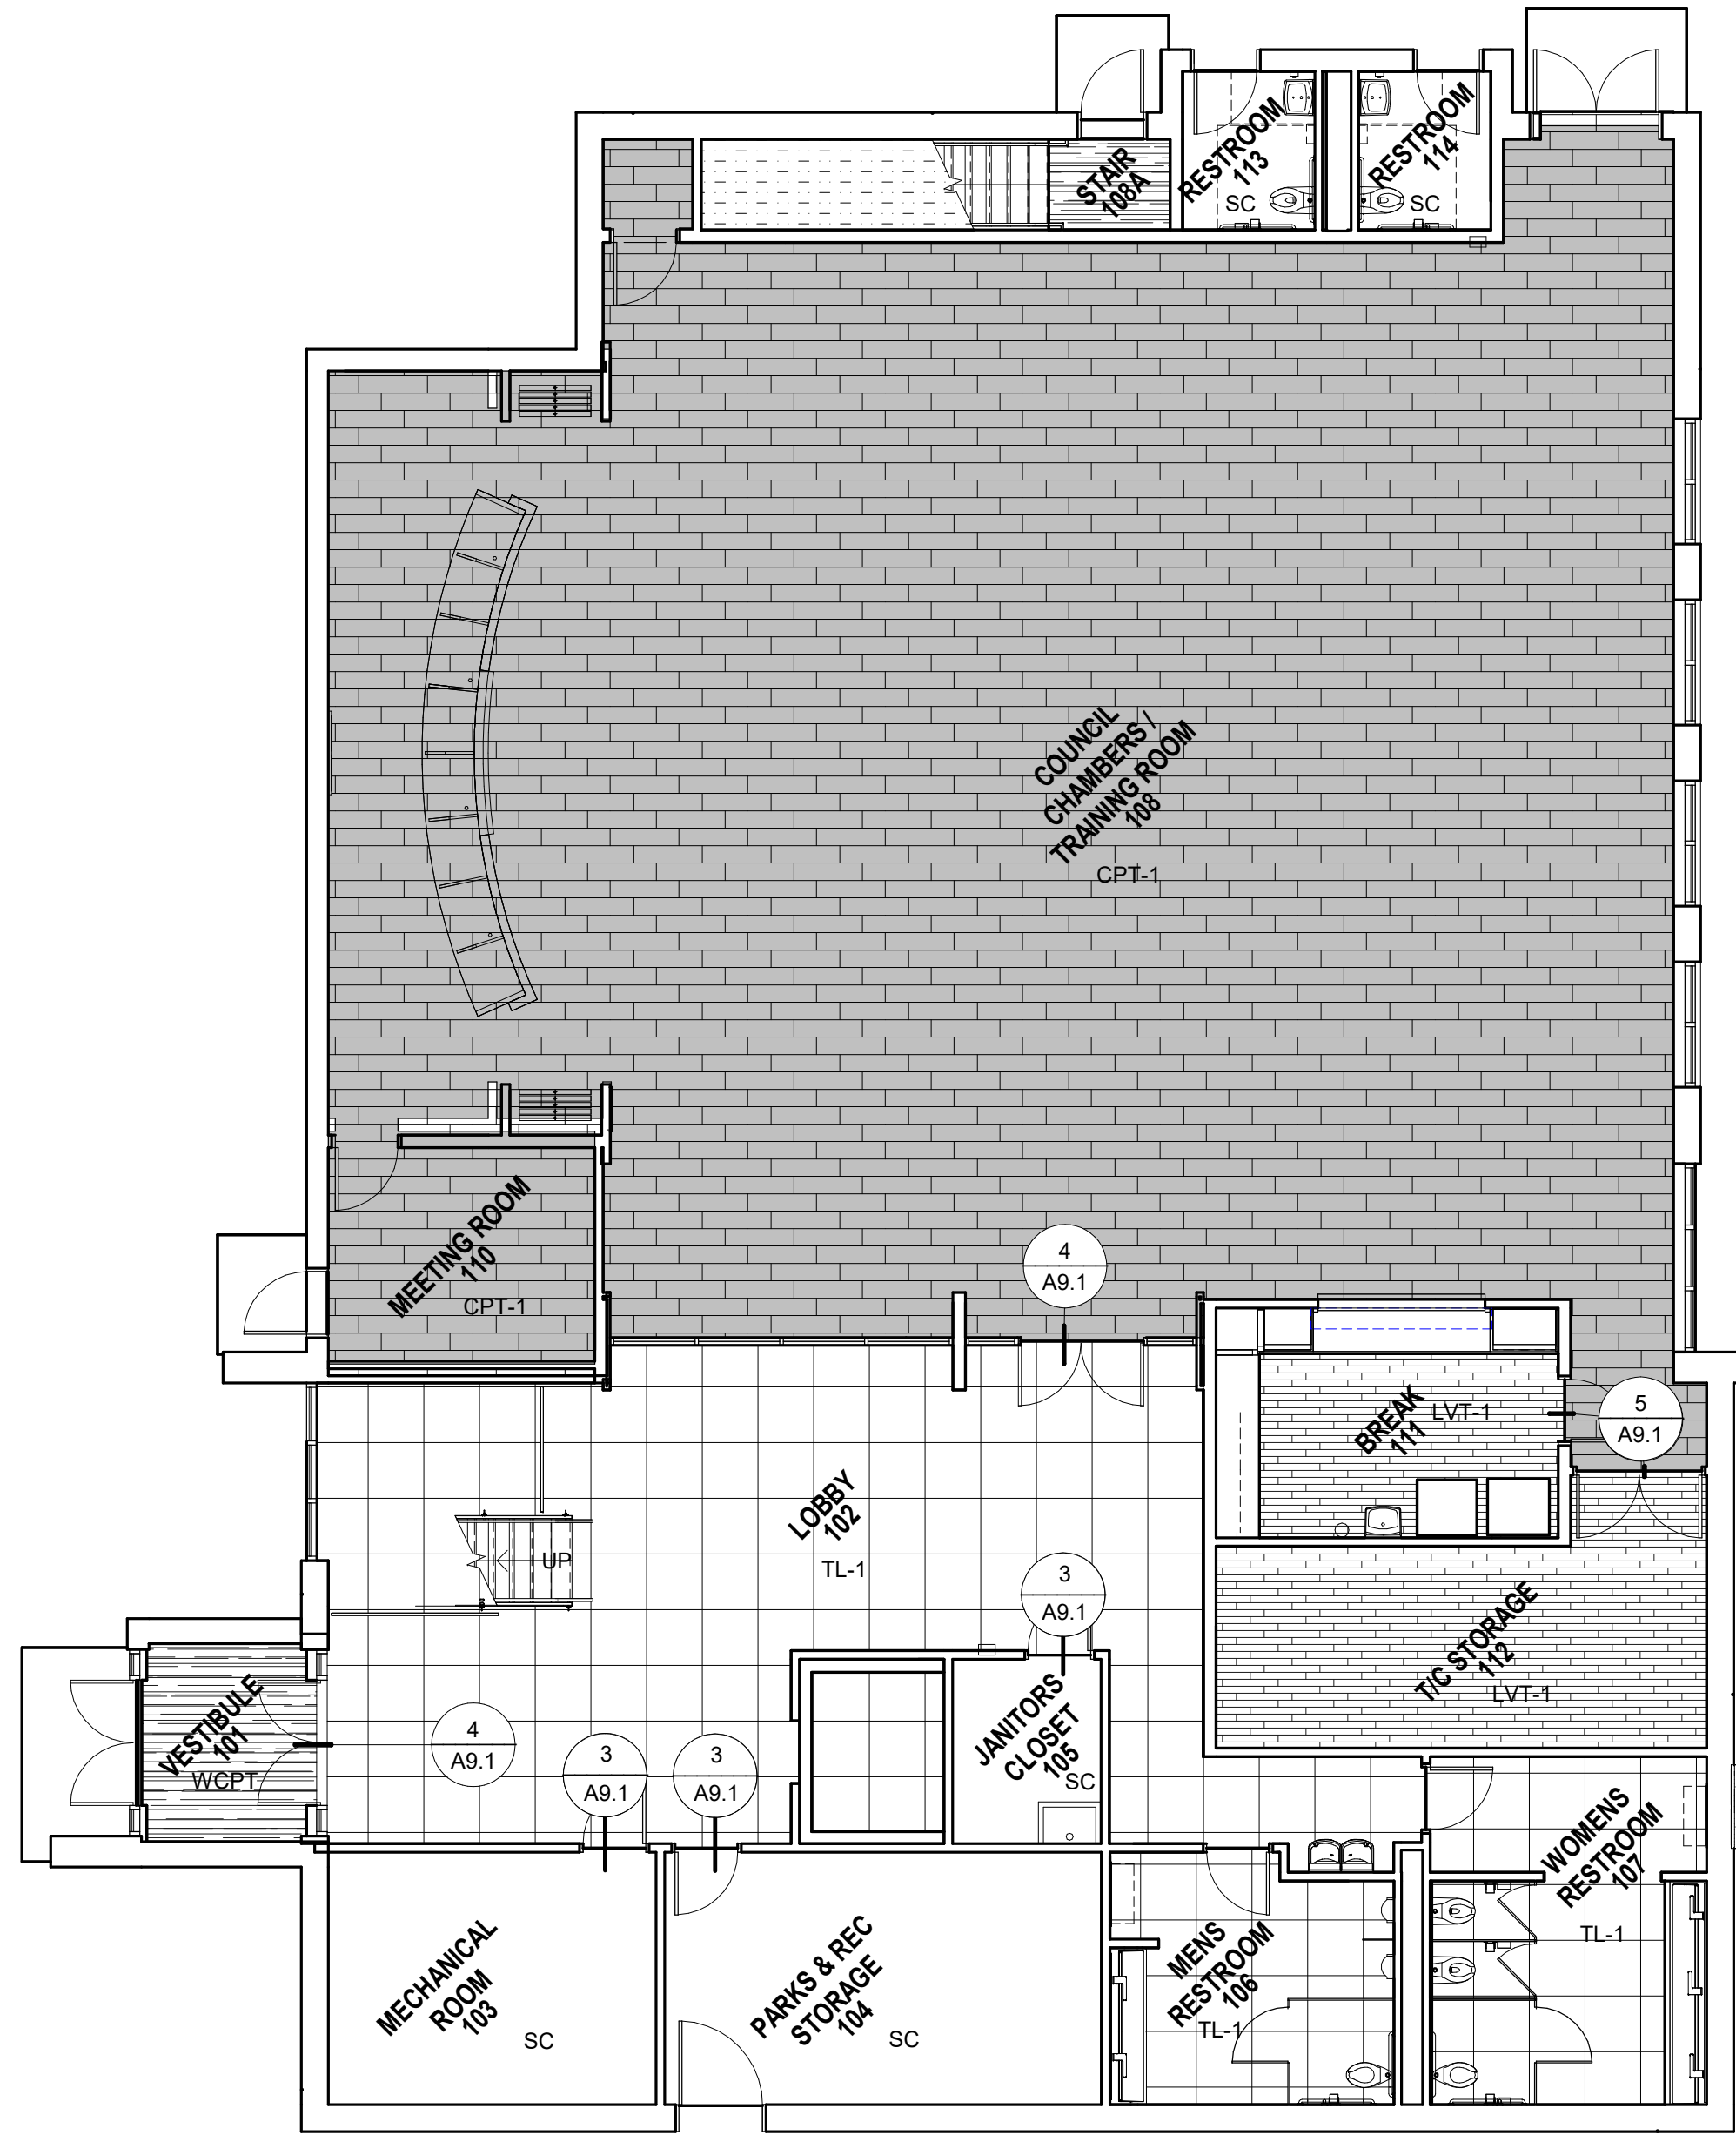 STAIR
108A
RESTROOM
113
SC
RESTROOM
114
SC
COUNCIL
CHAMBERS /
TRAINING ROOM
108
CPT-1
MEETING ROOM
110
CPT-1
4
A9.1
BREAK
111
LVT-1
5
A9.1
LOBBY
102
TL-1
UP
3
A9.1
T/C STORAGE
112
LVT-1
VESTIBULE
101
WCPT
4
A9.1
3
A9.1
3
A9.1
JANITORS
CLOSET
105
SC
WOMENS
RESTROOM
107
TL-1
MECHANICAL
ROOM
103
SC
PARKS & REC
STORAGE
104
SC
MENS
RESTROOM
106
TL-1